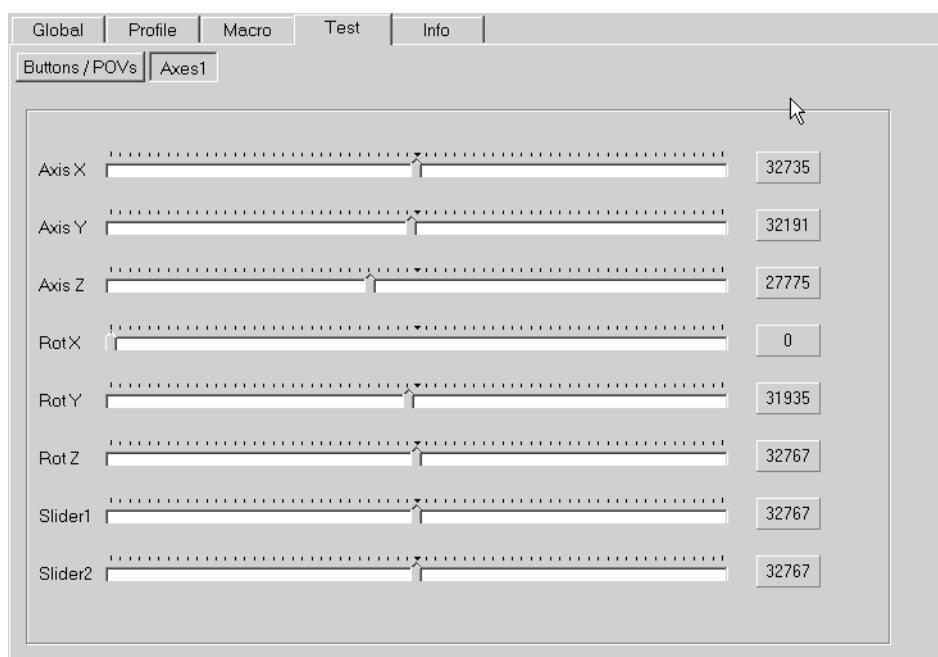 Global Profile Macro Test Info
Buttons / POVs Axes1
Axis X 32735
Axis Y 32191
Axis Z 27775
Rot X 0
Rot Y 31935
Rot Z 32767
Slider1 32767
Slider2 32767